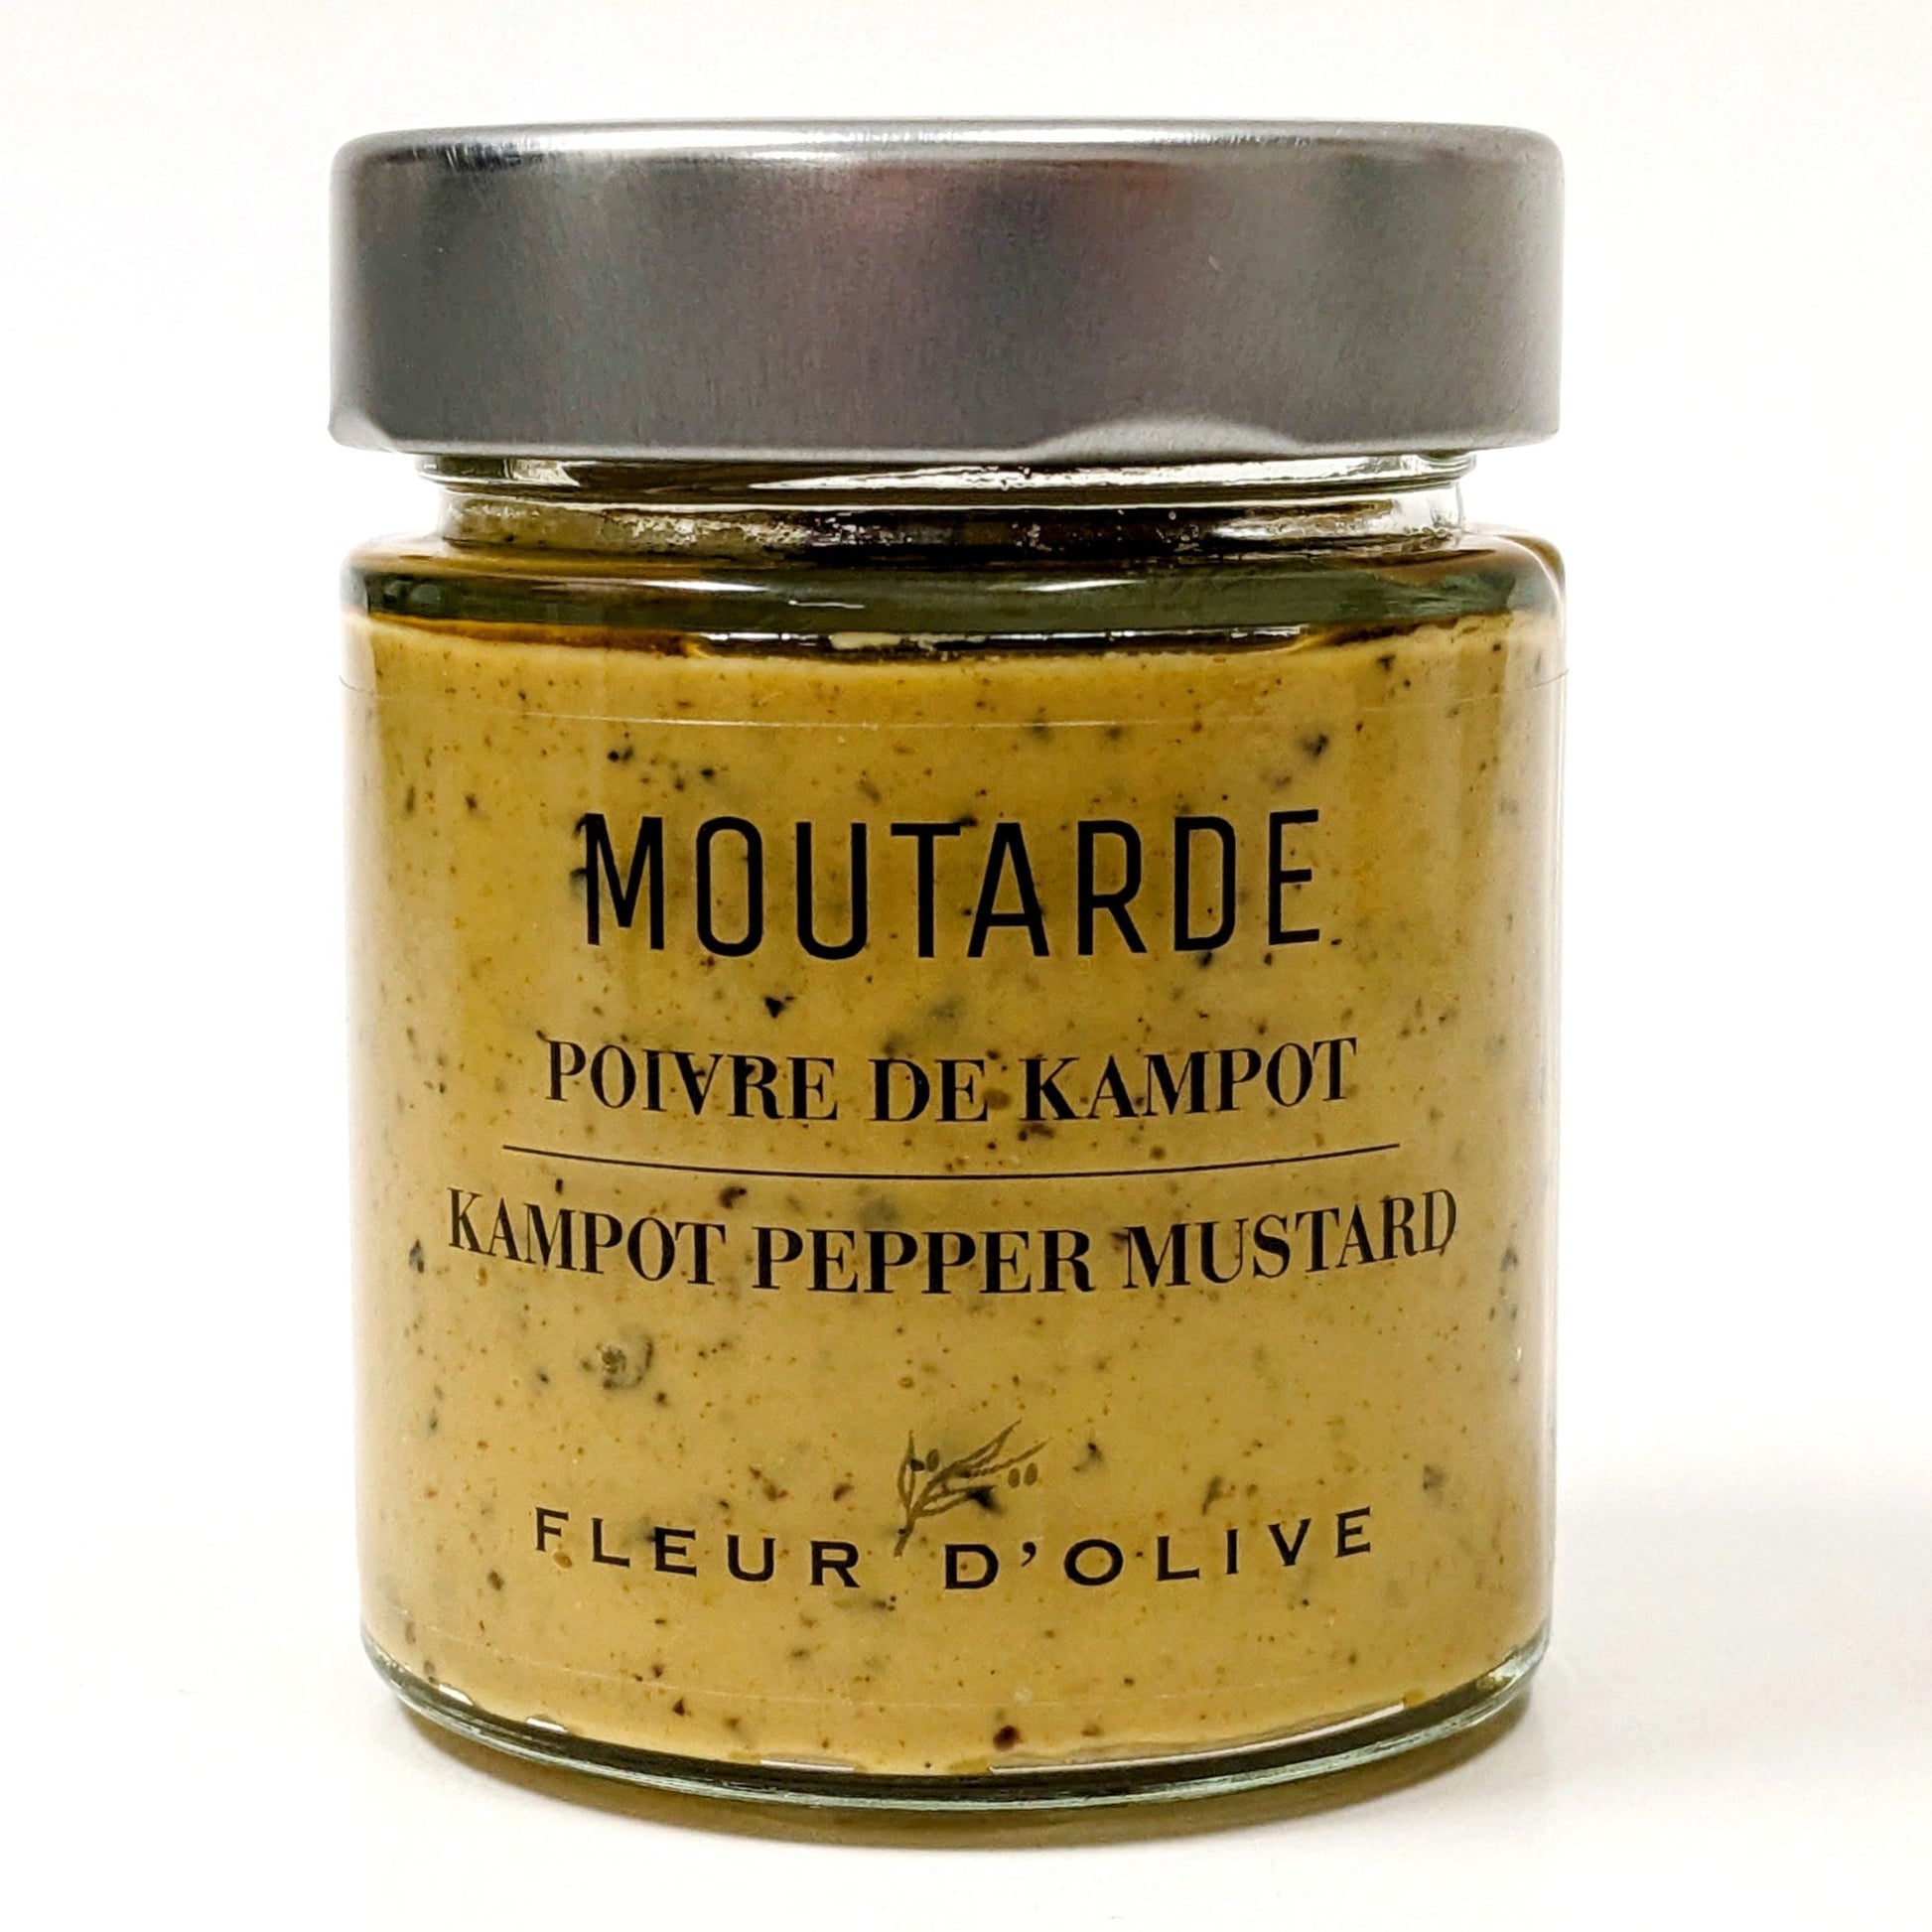 MOUTARDE
POIVRE DE KAMPOT
KAMPOT PEPPER MUSTARD
FLEUR D'OLIVE